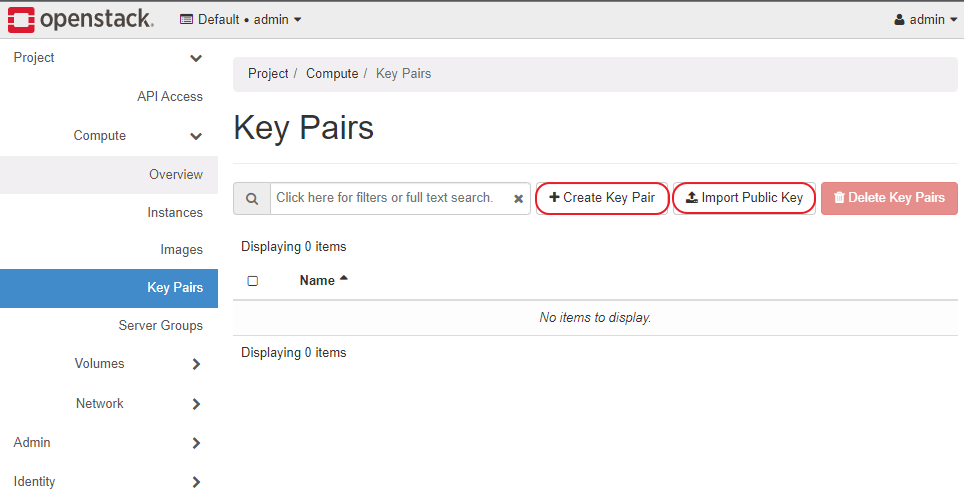 openstack. Default • admin admin
Project
API Access
Compute
Overview
Instances
Images
Key Pairs
Server Groups
Volumes
Network
Admin
Identity
Project / Compute / Key Pairs
Key Pairs
Click here for filters or full text search. Create Key Pair Import Public Key Delete Key Pairs
Displaying 0 items
Name
No items to display.
Displaying 0 items